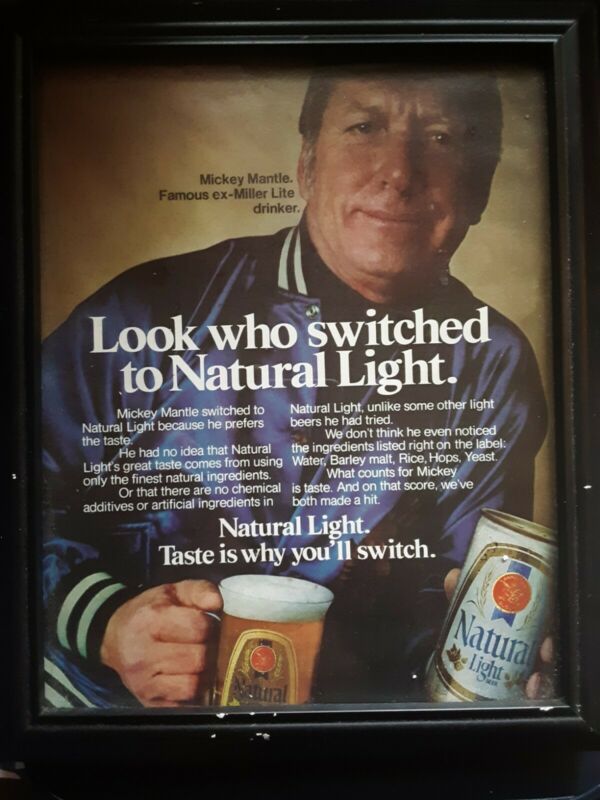 Mickey Mantle.
Famous ex-Miller Lite
drinker.
Look who switched
to Natural Light.
Mickey Mantle switched to
Natural Light because he prefers
the taste.
He had no idea that Natural
Light's great taste comes from using
only the finest natural ingredients.
Or that there are no chemical
additives or artificial ingredients in
Natural Light, unlike some other light
beers he had tried.
We don't think he even noticed
the ingredients listed right on the label:
Water, Barley malt, Rice, Hops, Yeast.
What counts for Mickey
is taste. And on that score, we've
both made a hit.
Natural Light.
Taste is why you'll switch.
Natural
Natural
Light
BEER